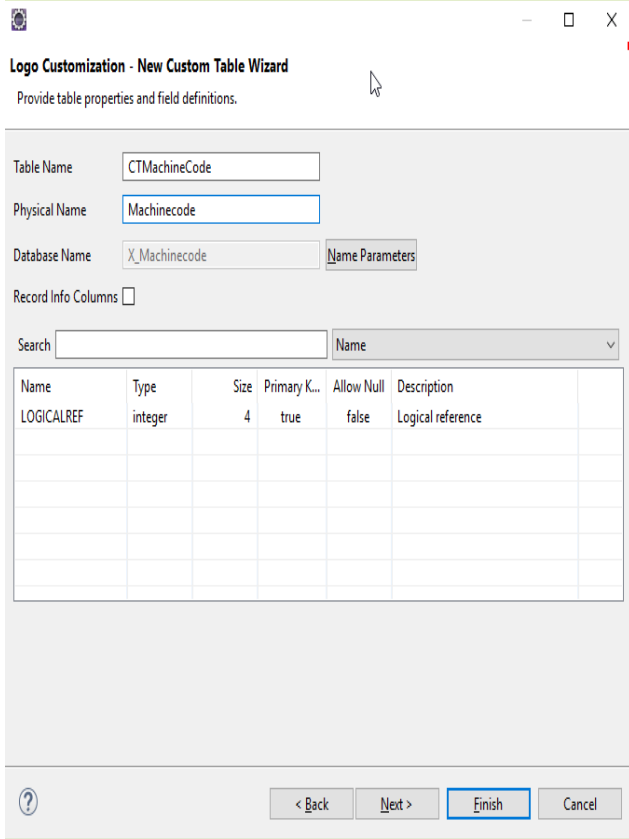 Logo Customization - New Custom Table Wizard
Provide table properties and field definitions.
Table Name CTMachineCode
Physical Name Machinecode
Database Name X_Machinecode Name Parameters
Record Info Columns
Search Name
Name Type Size Primary K... Allow Null Description
LOGICALREF integer 4 true false Logical reference
? < Back Next > Finish Cancel